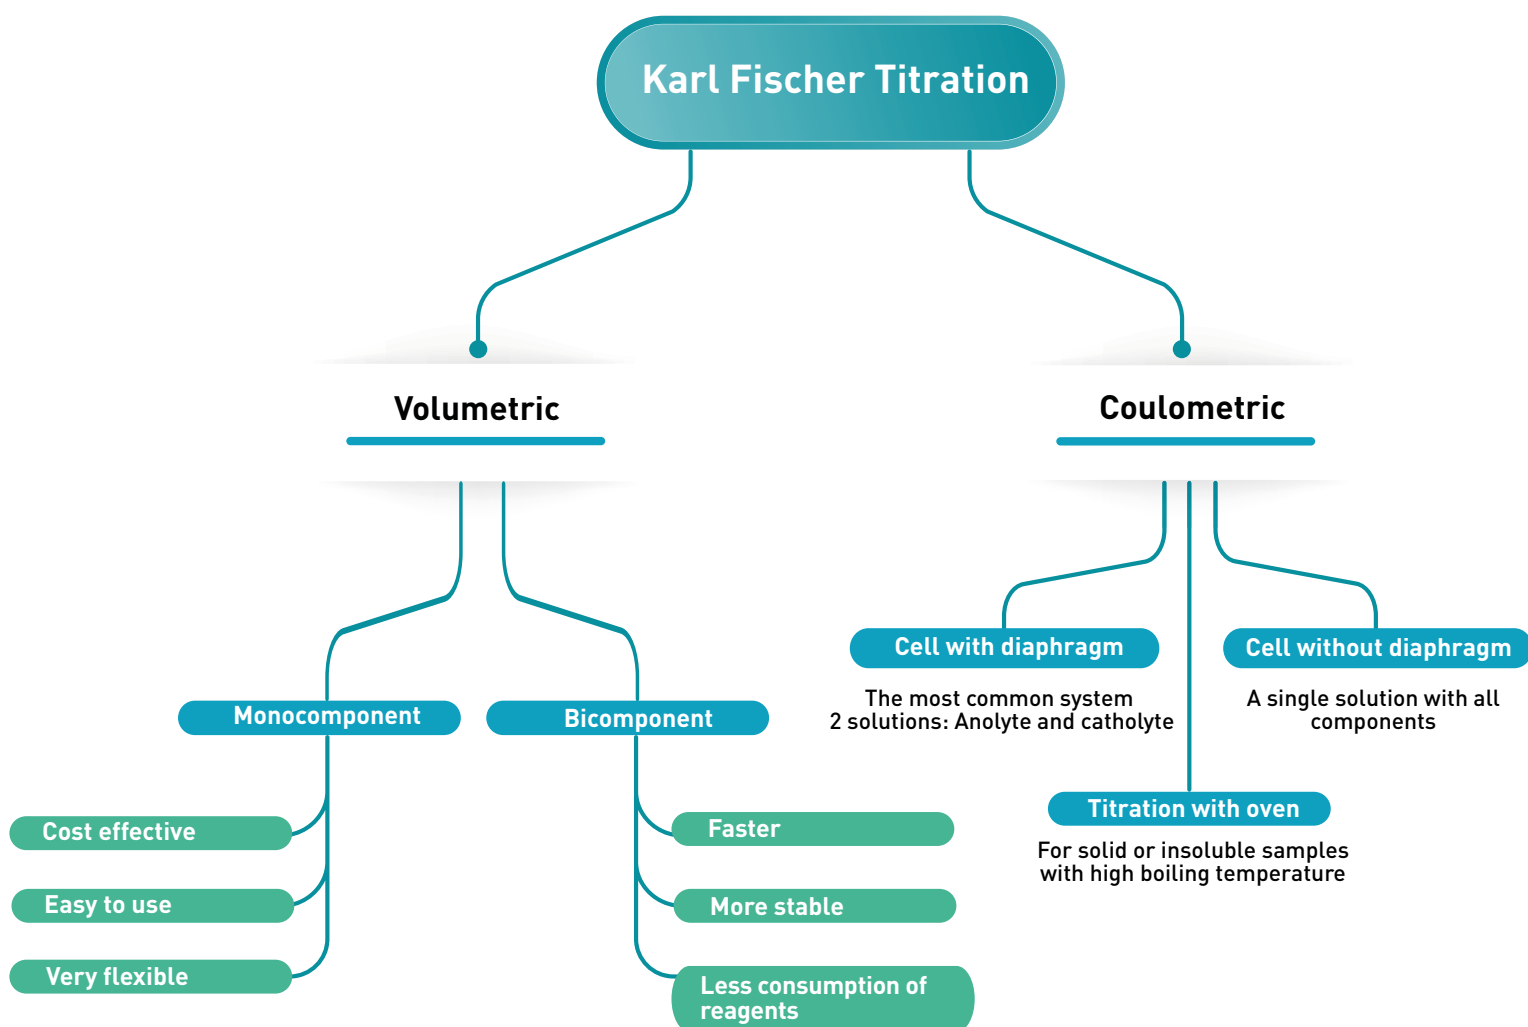 Karl Fischer Titration
Volumetric
Coulometric
Cell with diaphragm
The most common system
2 solutions: Anolyte and catholyte
Cell without diaphragm
A single solution with all
components
Monocomponent
Bicomponent
Titration with oven
For solid or insoluble samples
with high boiling temperature
Cost effective
Easy to use
Very flexible
Faster
More stable
Less consumption of
reagents